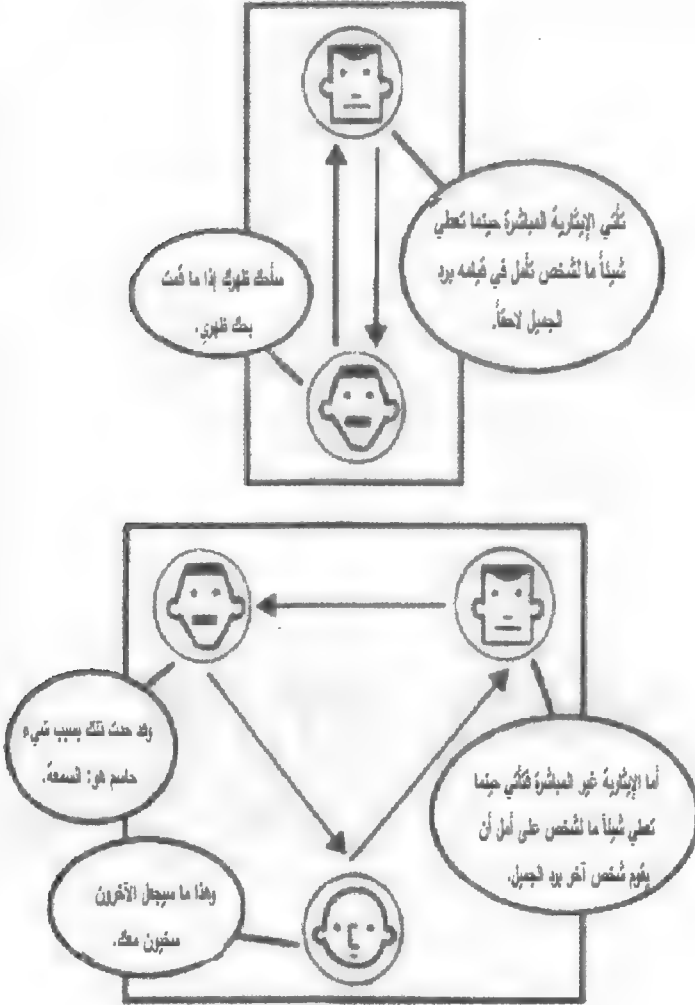 تأتي الإيثارية المباشرة حينما تعطي
شيئاً ما لشخص تأمل في قيامه برد
الجميل لاحقاً.
سأحك ظهرك إذا ما قمت
بحك ظهري.
وقد حدث ذلك بسبب شيء
حاسم هو: السمعة.
أما الإيثارية غير المباشرة فتأتي حينما
تعطي شيئاً ما لشخص على أمل أن
يقوم شخص آخر برد الجميل.
وهذا ما سيجعل الآخرون
سخيون معك.